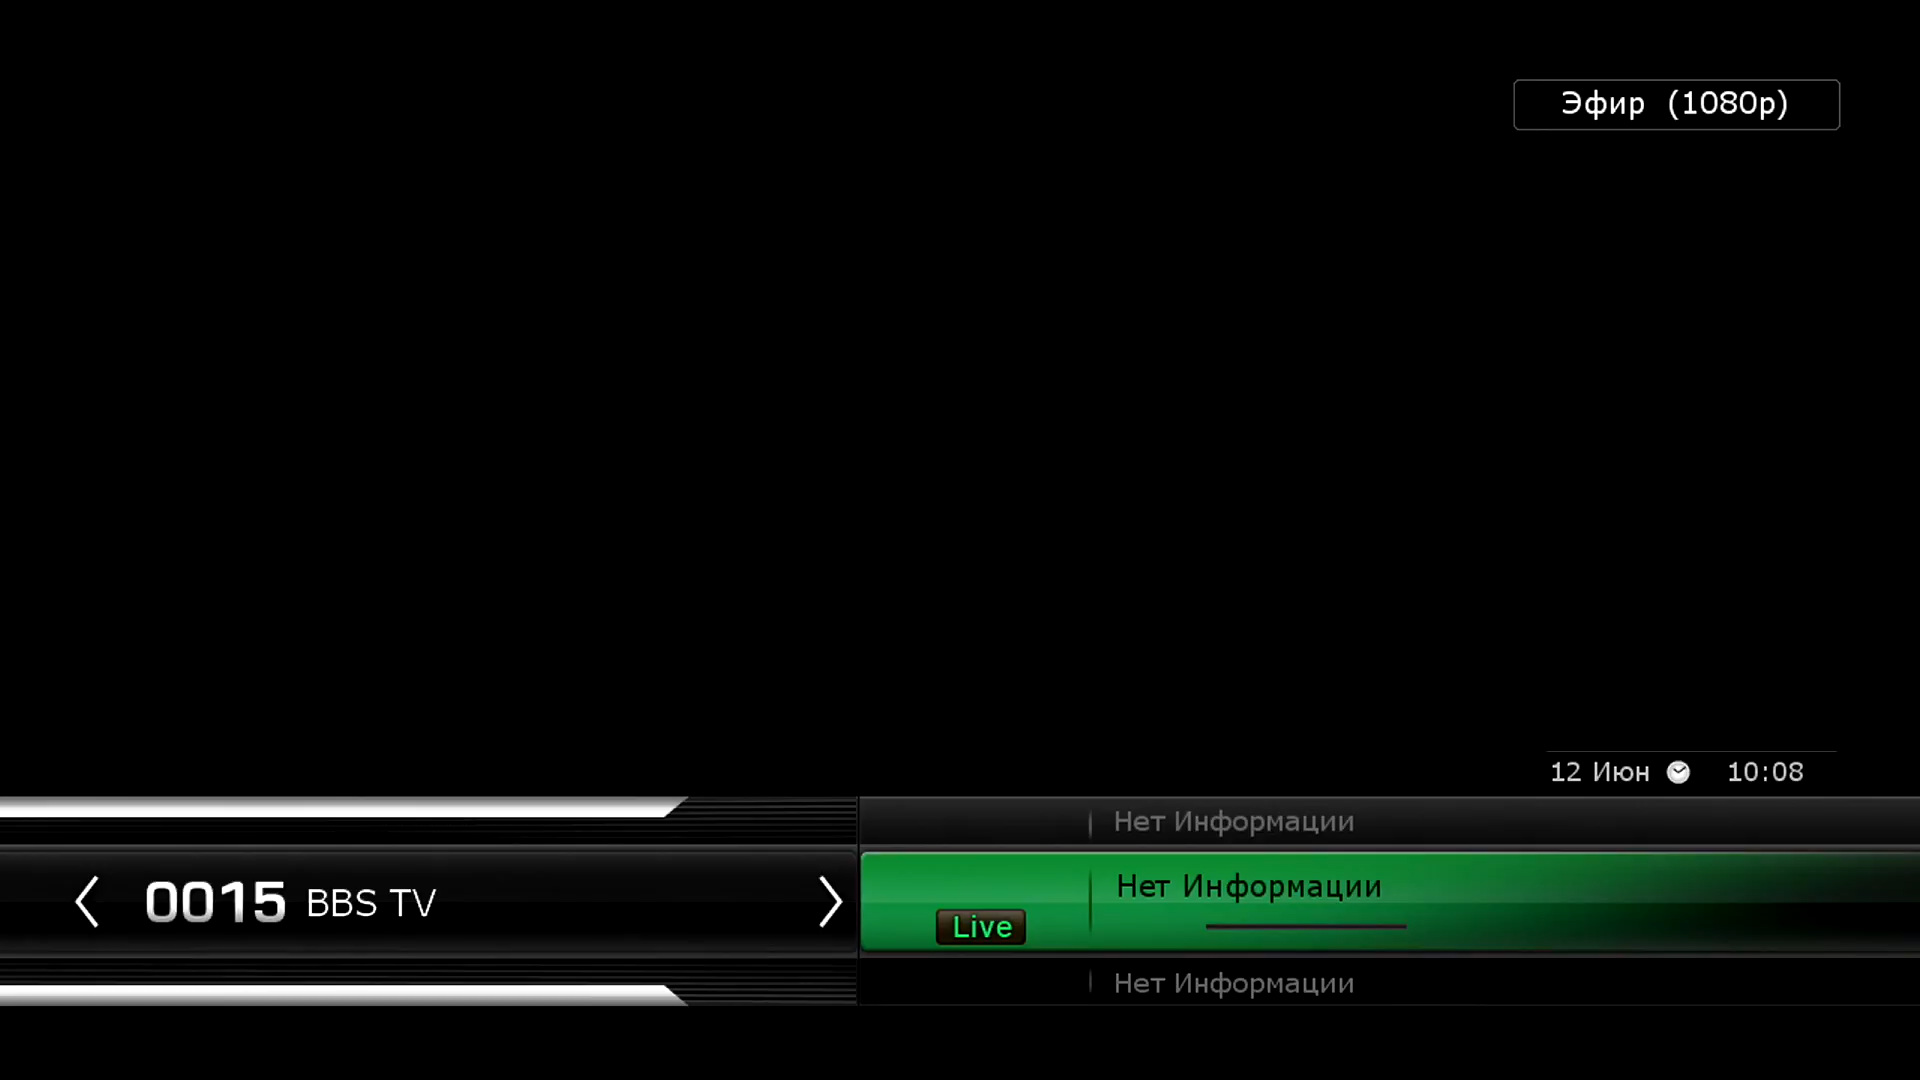 Эфир (1080p)
12 Июн 10:08
Нет Информации
0015 BBS TV
Нет Информации
Live
Нет Информации